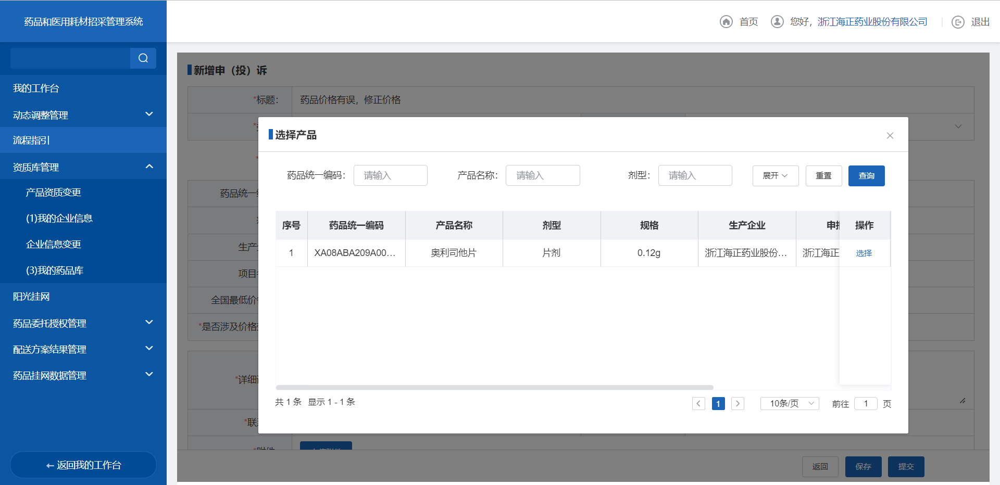 药品和医用耗材招采管理系统
首页
您好，浙江海正药业股份有限公司
退出
我的工作台
动态调整管理
流程指引
资质库管理
产品资质变更
(1)我的企业信息
企业信息变更
(3)我的药品库
阳光挂网
药品委托授权管理
配送方案结果管理
药品挂网数据管理
←返回我的工作台
新增申（投）诉
*标题：
药品价格有误，修正价格
药品统一
生产
项目
全国最低价
*是否涉及价格
*详细
*联
选择产品
药品统一编码： 请输入
产品名称： 请输入
剂型： 请输入
展开
重置
查询
序号 药品统一编码 产品名称 剂型 规格 生产企业 申 操作
1 XA08ABA209A00... 奥利司他片 片剂 0.12g 浙江海正药业股份... 浙江海正 选择
共 1 条 显示 1 - 1 条
1
10条/页
前往 1 页
返回
保存
提交